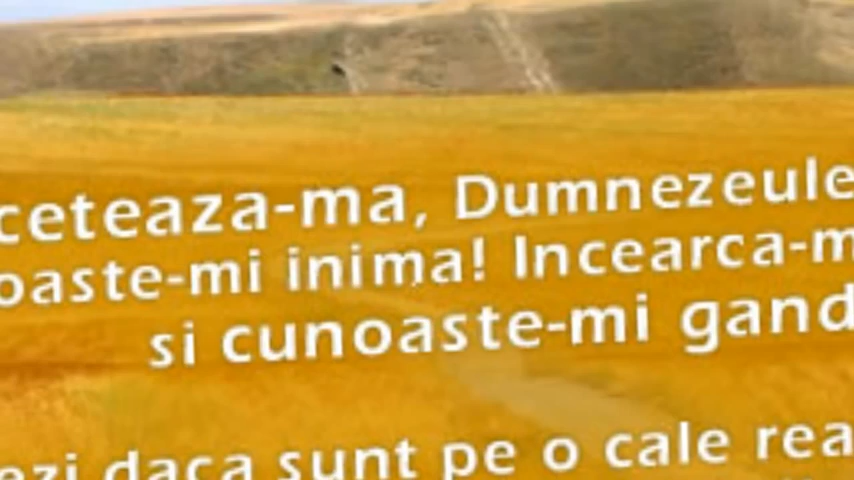 ceteaza-ma, Dumnezeule
oaste-mi inima! Incearca-m
si cunoaste-mi gand
ezi daca sunt pe o cale rea